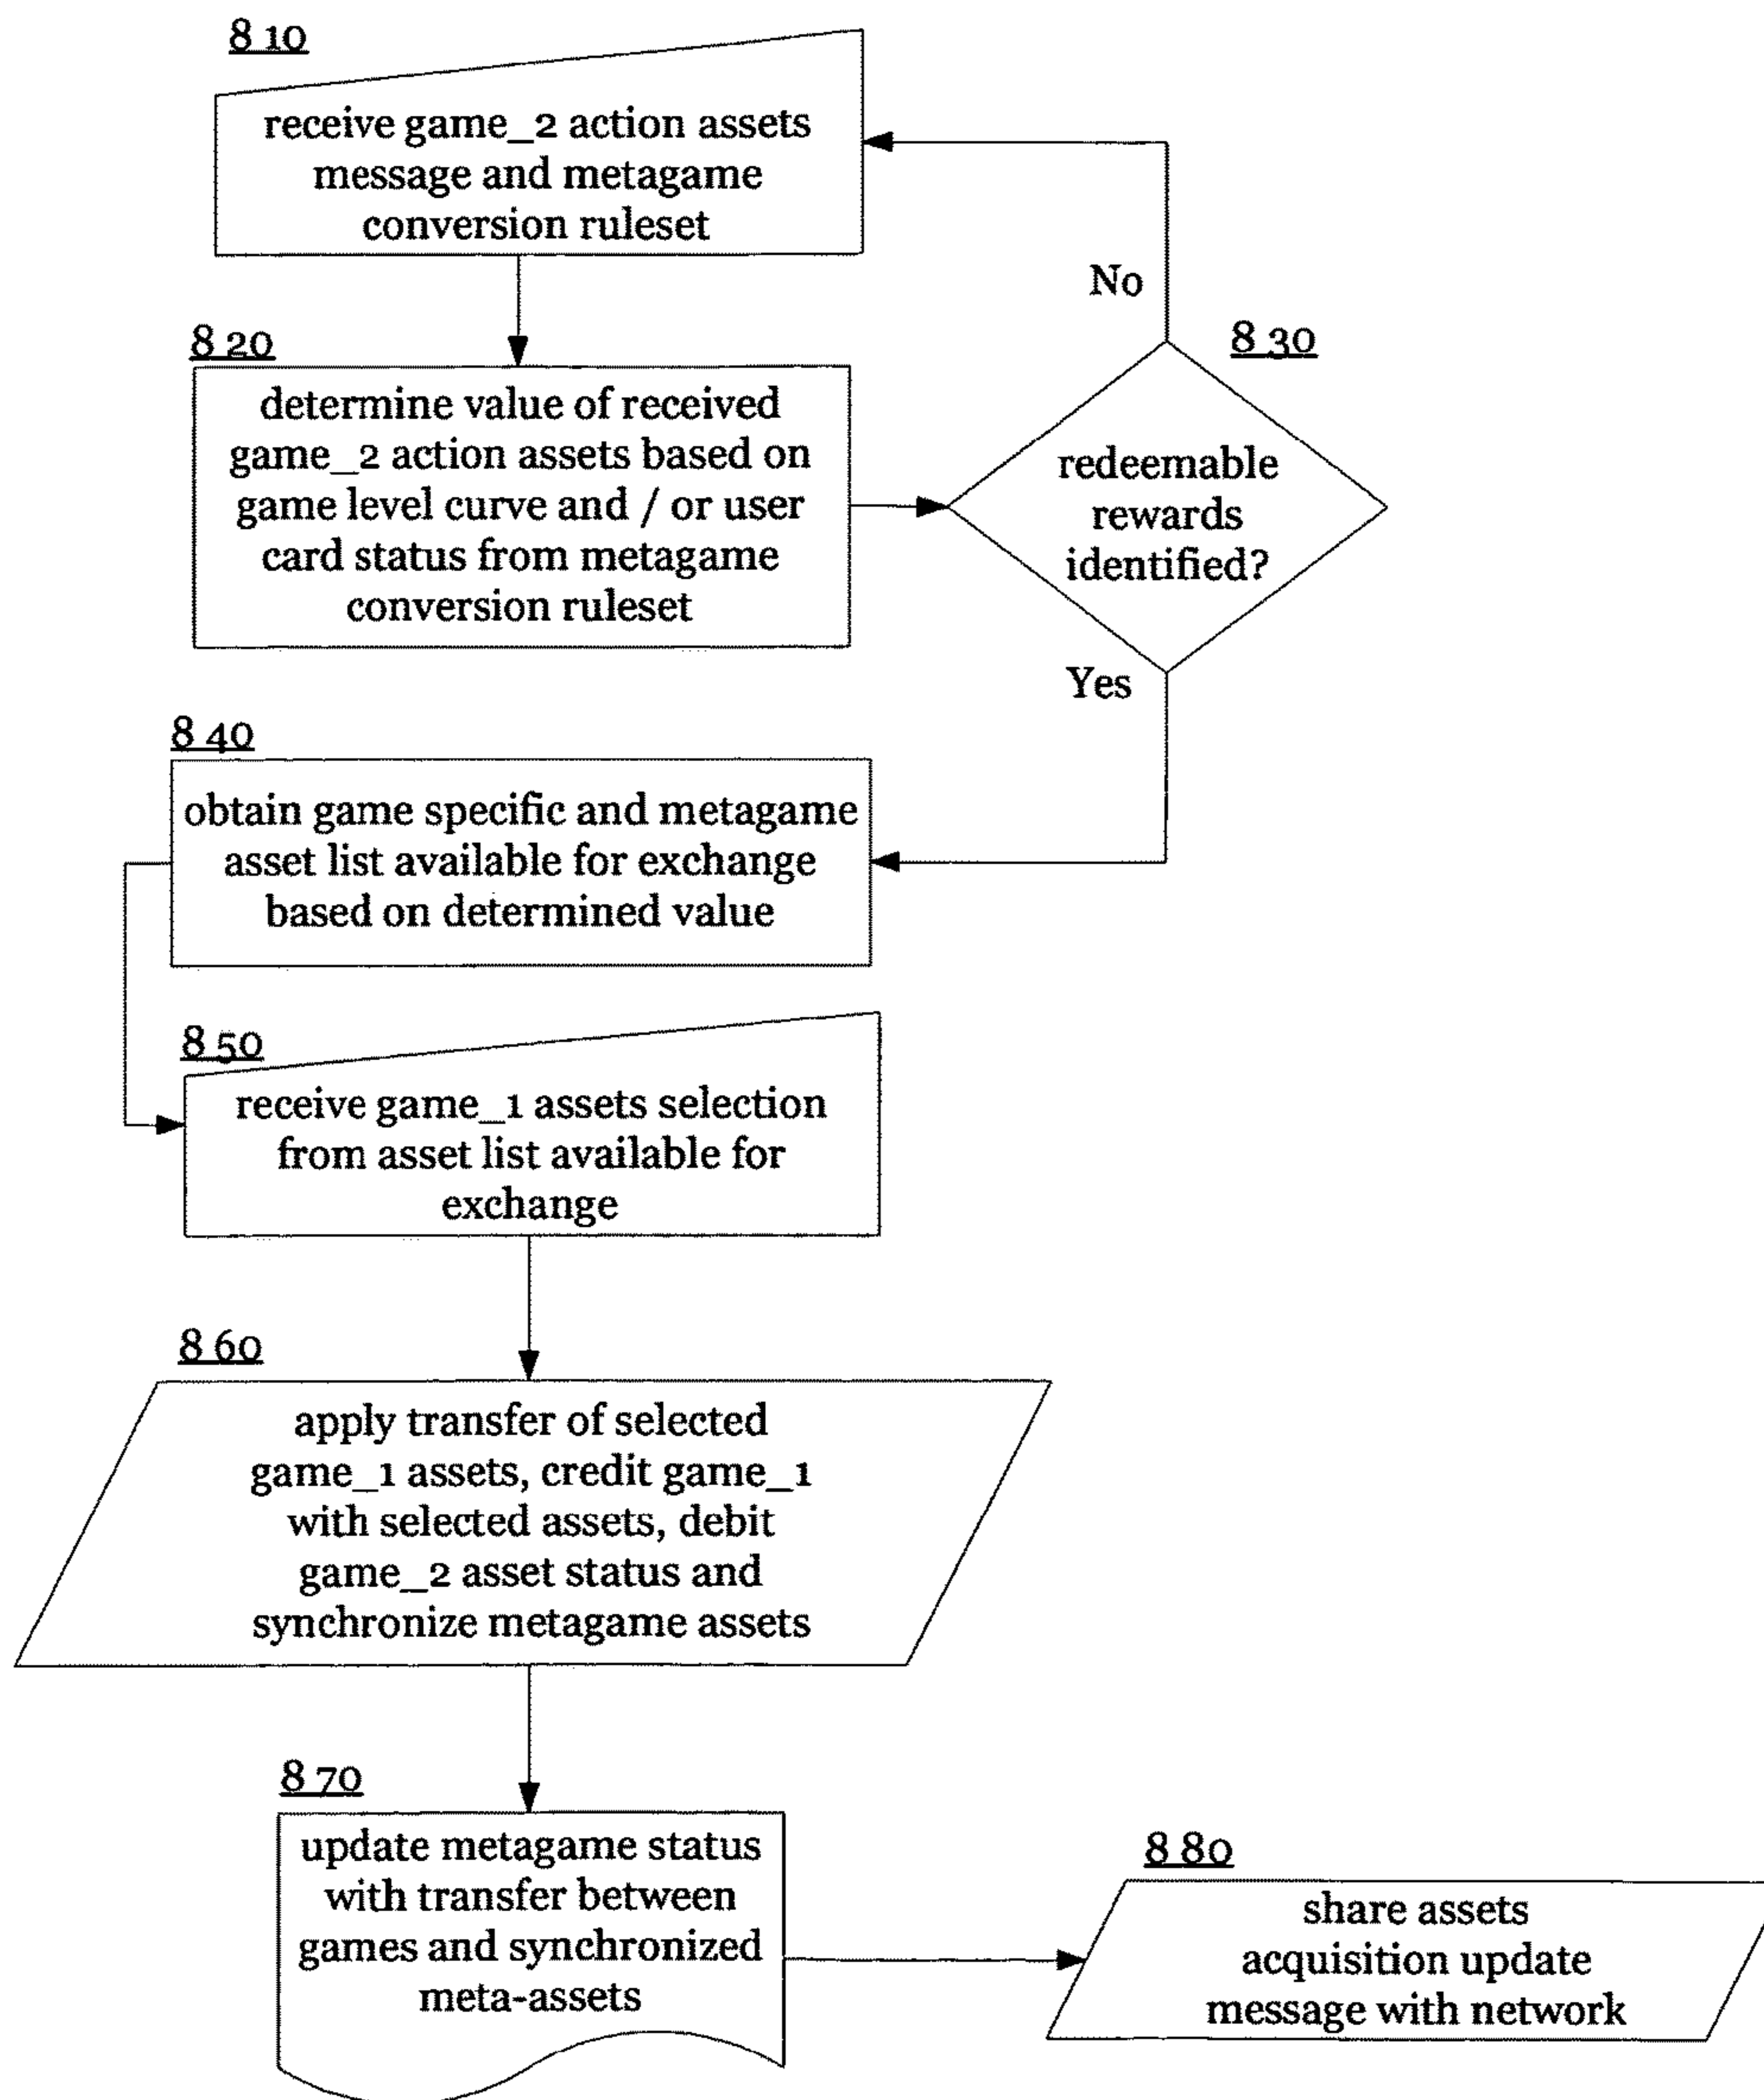 8 10
receive game_2 action assets
message and metagame
conversion ruleset
No
8 20
determine value of received
game_2 action assets based on
game level curve and / or user
card status from metagame
conversion ruleset
8 30
redeemable
rewards
identified?
Yes
8 40
obtain game specific and metagame
asset list available for exchange
based on determined value
8 50
receive game_1 assets selection
from asset list available for
exchange
8 60
apply transfer of selected
game_1 assets, credit game_1
with selected assets, debit
game_2 asset status and
synchronize metagame assets
8 70
update metagame status
with transfer between
games and synchronized
meta-assets
8 80
share assets
acquisition update
message with network